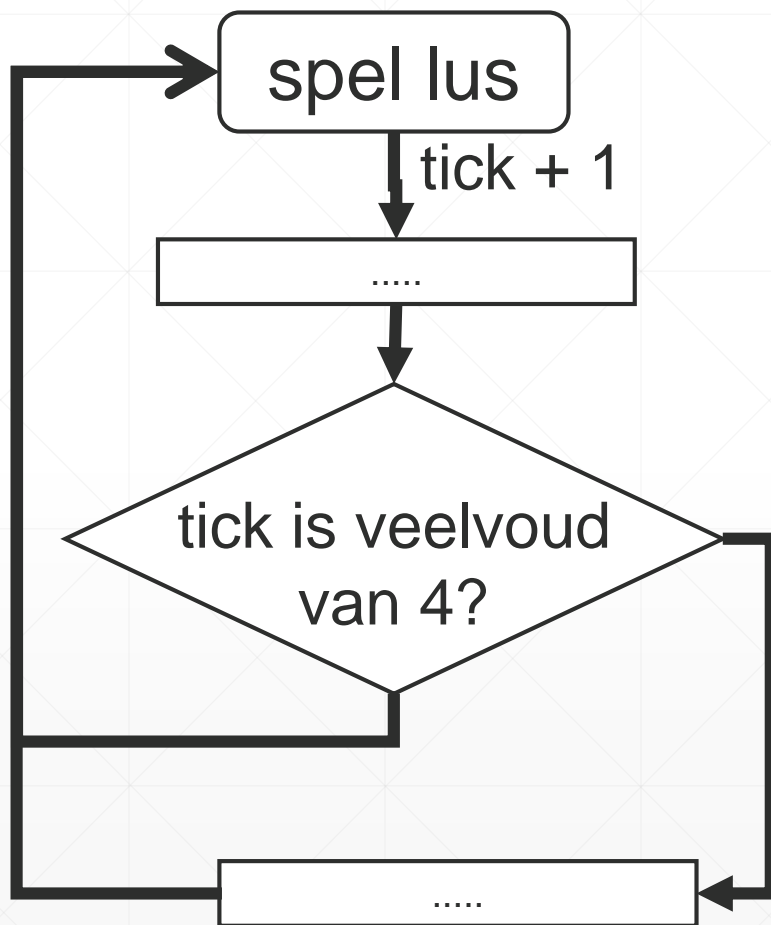 spel lus
tick + 1
.....
tick is veelvoud
van 4?
.....